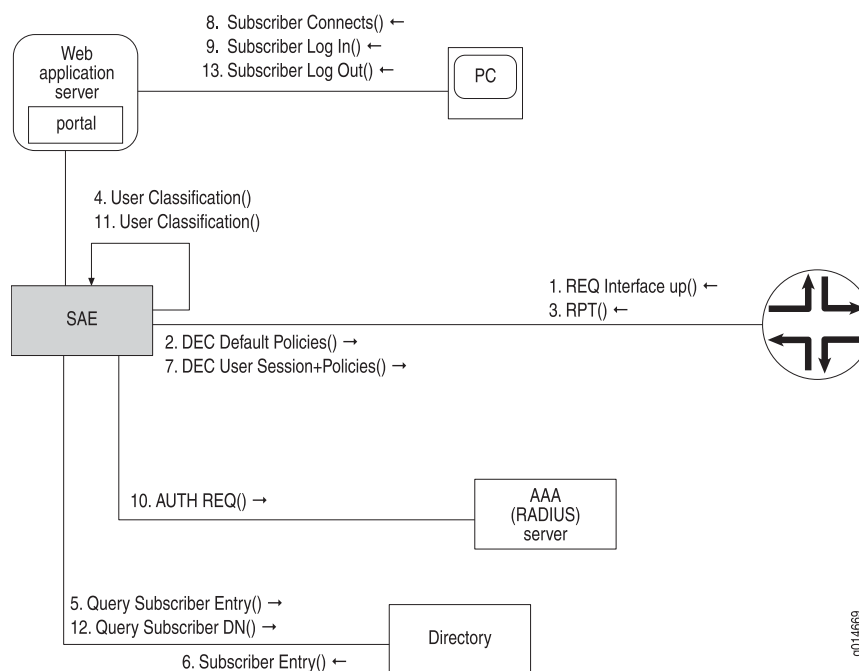 8. Subscriber Connects() ←
9. Subscriber Log In() ←
13. Subscriber Log Out() ←
Web
application
server
portal
PC
4. User Classification()
11. User Classification()
1. REQ Interface up() ←
3. RPT() ←
SAE
2. DEC Default Policies() →
7. DEC User Session+Policies() →
10. AUTH REQ() →
AAA
(RADIUS)
server
5. Query Subscriber Entry() →
12. Query Subscriber DN() →
6. Subscriber Entry() ←
Directory
g014669